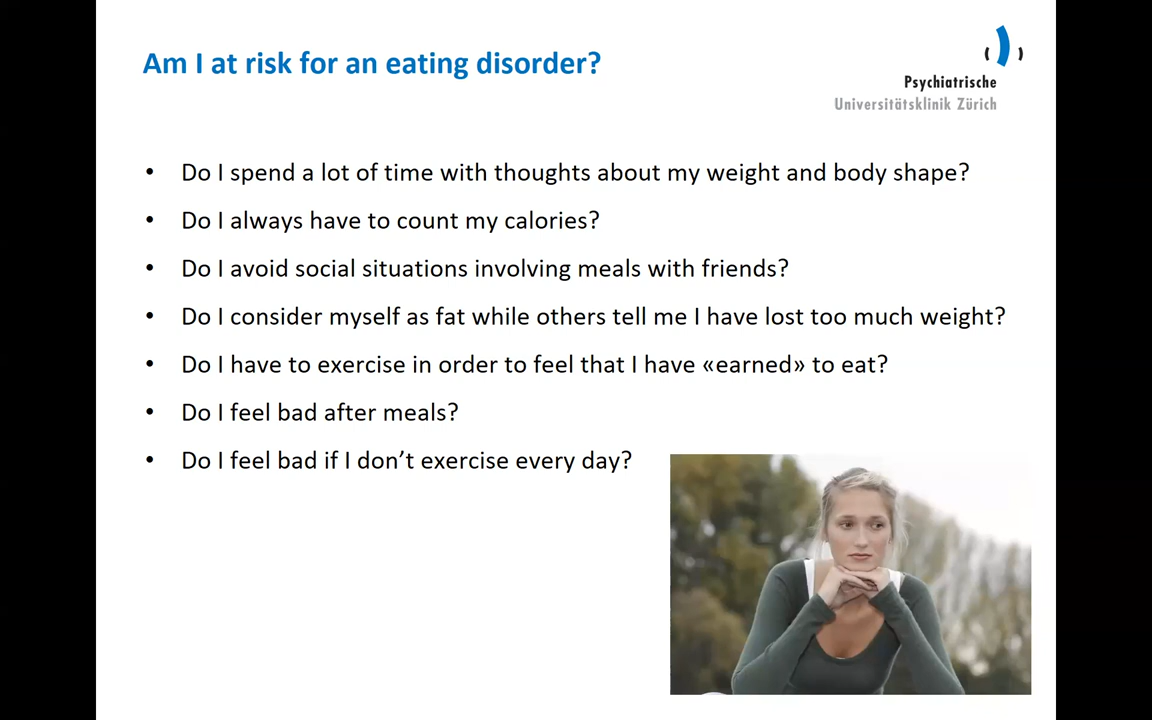 Am I at risk for an eating disorder?
Psychiatrische
Universitätsklinik Zürich
• Do I spend a lot of time with thoughts about my weight and body shape?
• Do I always have to count my calories?
• Do I avoid social situations involving meals with friends?
• Do I consider myself as fat while others tell me I have lost too much weight?
• Do I have to exercise in order to feel that I have «earned» to eat?
• Do I feel bad after meals?
• Do I feel bad if I don’t exercise every day?